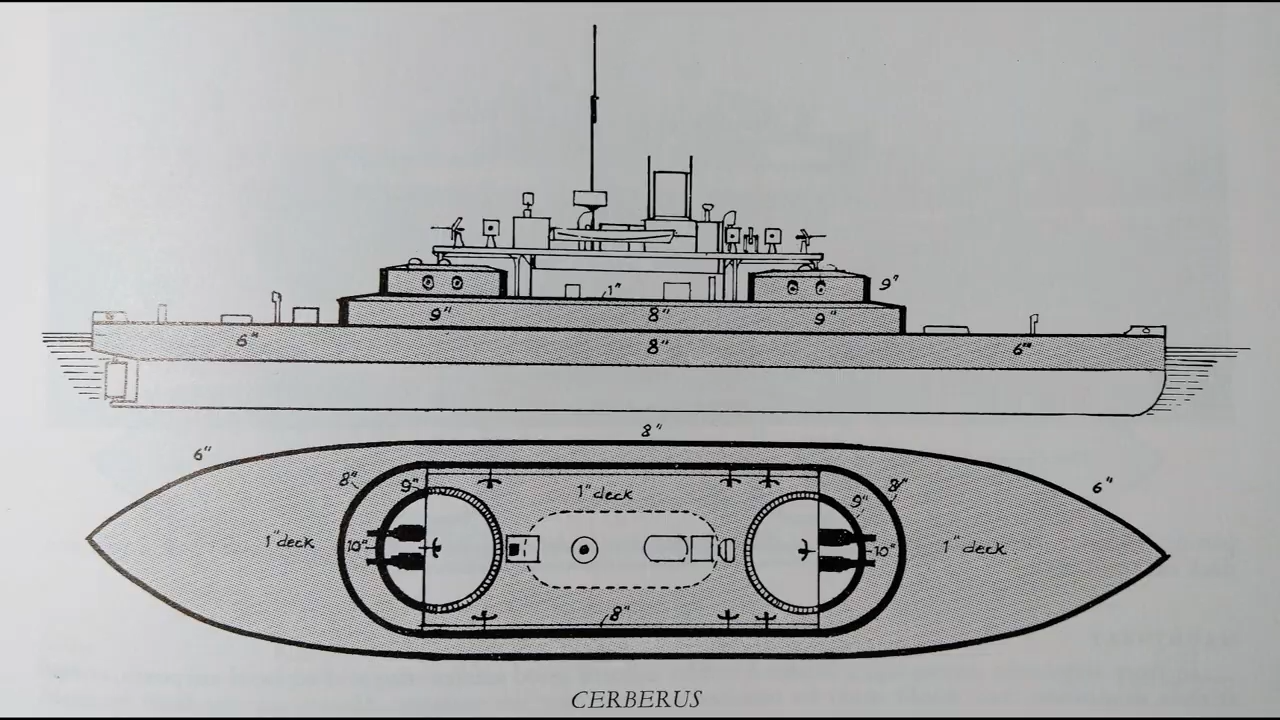 9"
1"
9" 8" 9"
6" 8" 6"
8"
6" 6"
8" 9" 1" deck 9" 8"
1" deck 10" 10" 1" deck
8"
CERBERUS